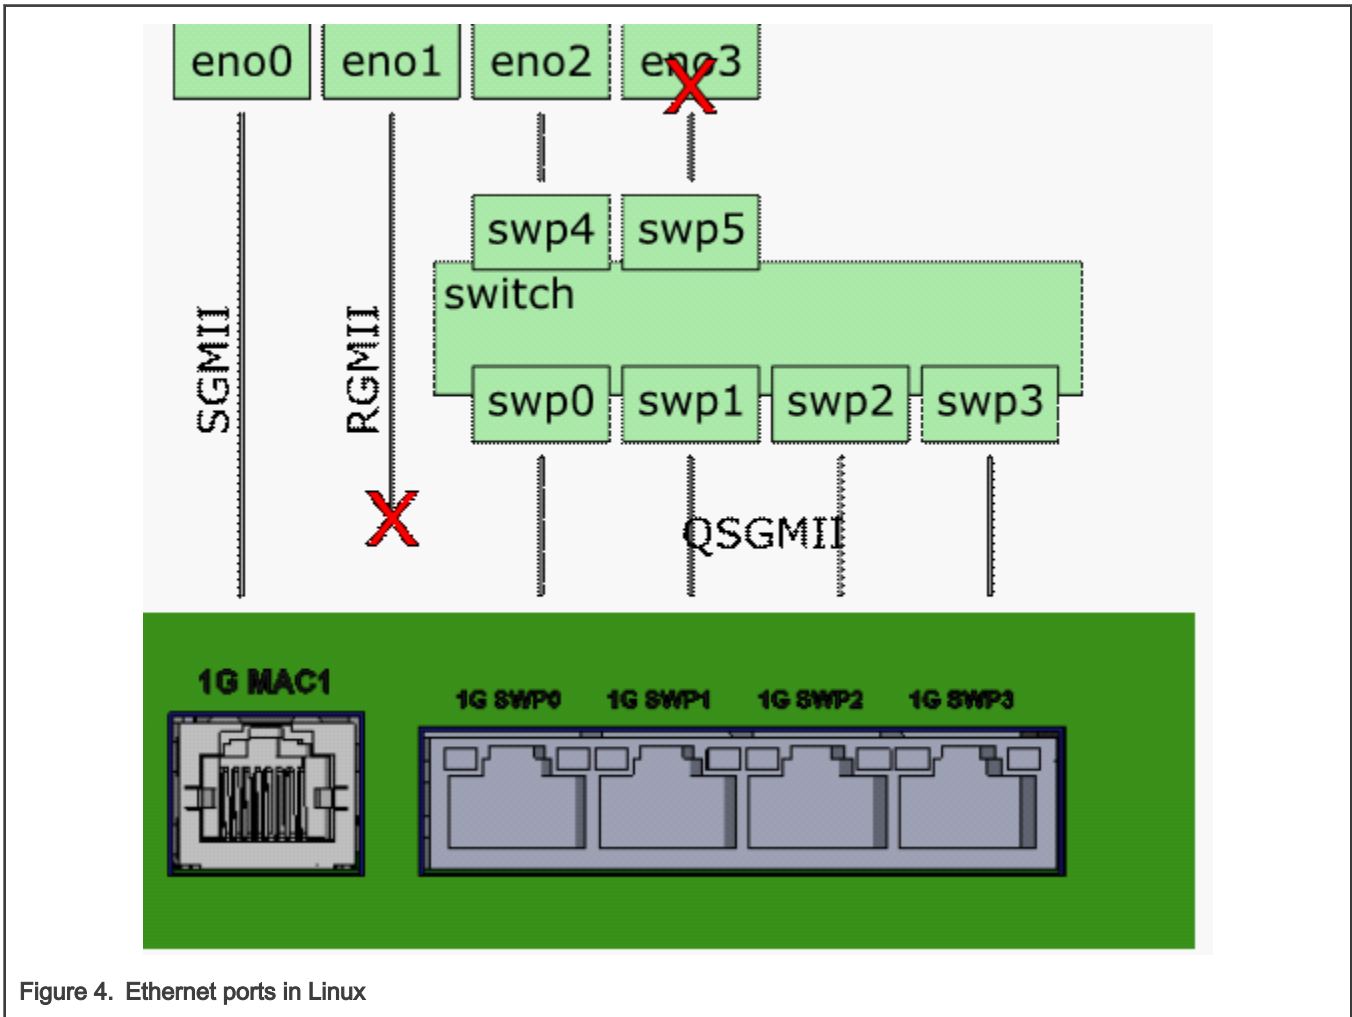 eno0 eno1 eno2 eno3
swp4 swp5
switch
SGMII RGMII
swp0 swp1 swp2 swp3
QSGMII
1G MAC1
1G SWP0 1G SWP1 1G SWP2 1G SWP3
Figure 4. Ethernet ports in Linux